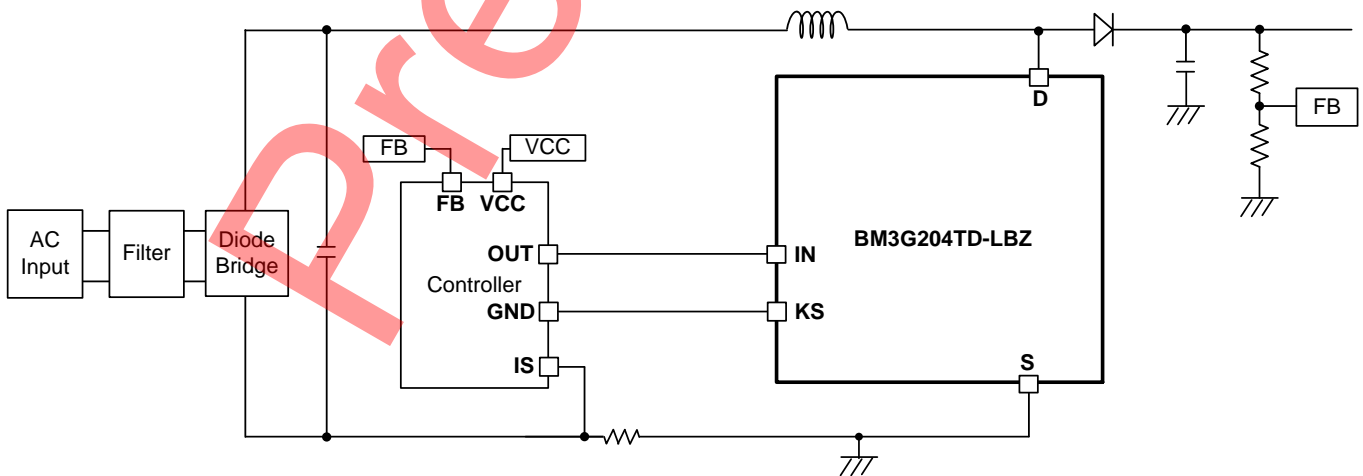 Pre
D
FB
FB
VCC
FB
VCC
AC
Input
Filter
Diode
Bridge
OUT
Controller
GND
IS
IN
KS
BM3G204TD-LBZ
S